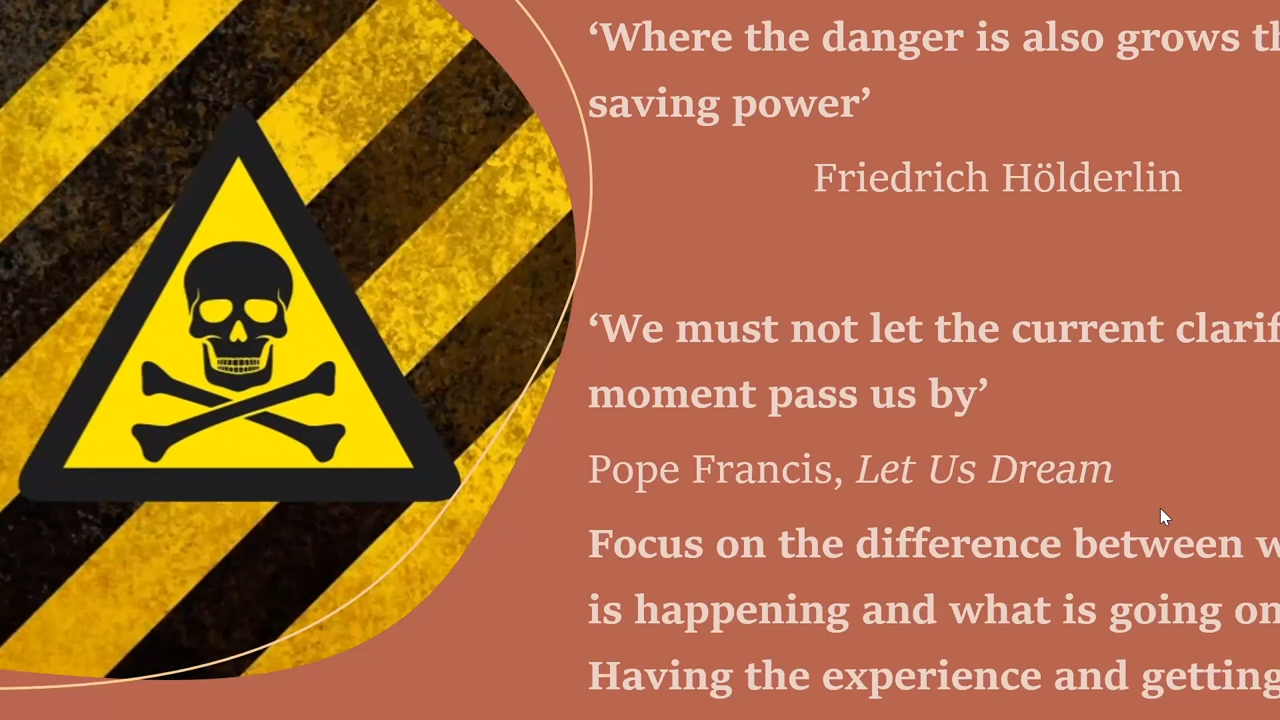 ‘Where the danger is also grows
saving power’
Friedrich Hölderlin
‘We must not let the current
moment pass us by’
Pope Francis, Let Us Dream
Focus on the difference between
is happening and what is going on
Having the experience and getting